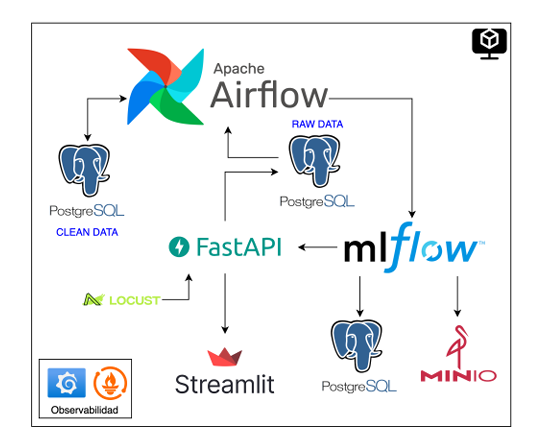 Apache
Airflow
RAW DATA
PostgreSQL
PostgreSQL
CLEAN DATA
FastAPI
mlflow™
LOCUST
Streamlit
PostgreSQL
MINIO
Observabilidad